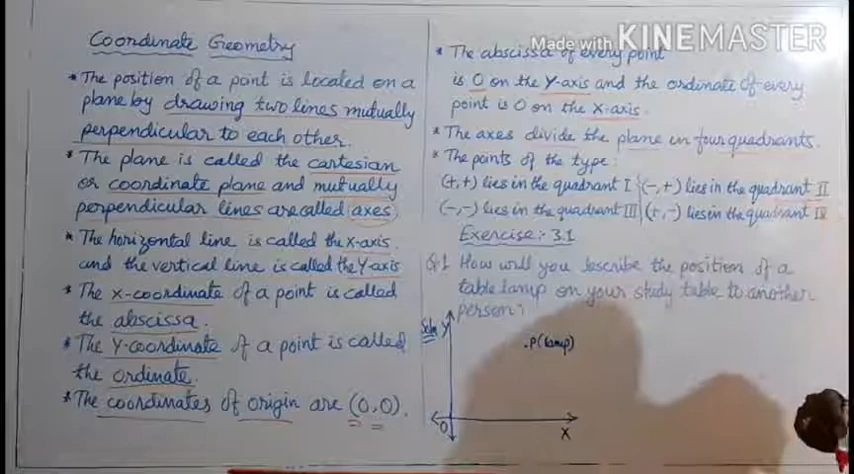 Coordinate Geometry
* The position of a point is located on a
plane by drawing two lines mutually
perpendicular to each other.
* The plane is called the cartesian
or coordinate plane and mutually
perpendicular lines are called axes
* The horizontal line is called the x-axis
and the vertical line is called the Y-axis
* The x-coordinate of a point is called
the abscissa.
* The Y-coordinate of a point is called
the ordinate.
* The coordinates of origin are (0,0).
Made with KINEMASTER
* The abscissa of every point
is 0 on the Y-axis and the ordinate of every
point is 0 on the X-axis.
* The axes divide the plane in four quadrants.
* The points of the type:
(+,+) lies in the quadrant I (-,+) lies in the quadrant II
(-,-) lies in the quadrant III (+,-) lies in the quadrant IV
Exercise: 3.1
Q.1 How will you describe the position of a
table lamp on your study table to another
person?
Soln Y
.P(lamp)
O
X